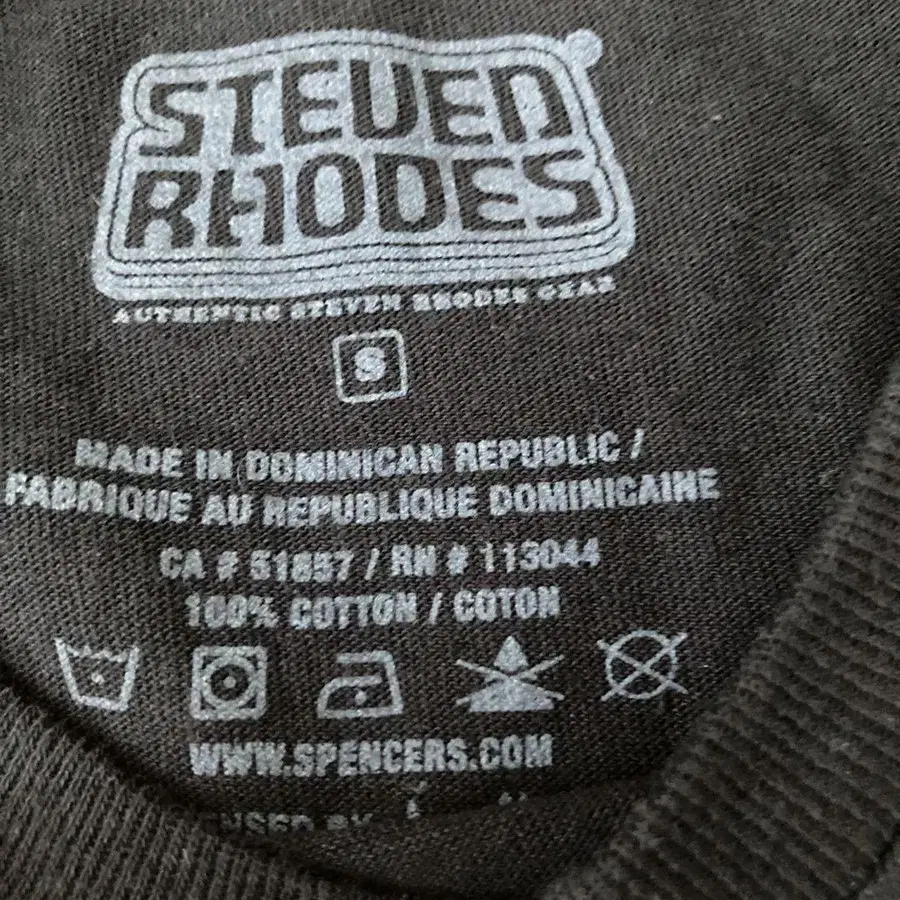 STEVEN
RHODES
AUTHENTIC STEVEN RHODES GEAR
S
MADE IN DOMINICAN REPUBLIC /
FABRIQUE AU REPUBLIQUE DOMINICAINE
CA # 51857 / RN # 113044
100% COTTON / COTON
WWW.SPENCERS.COM